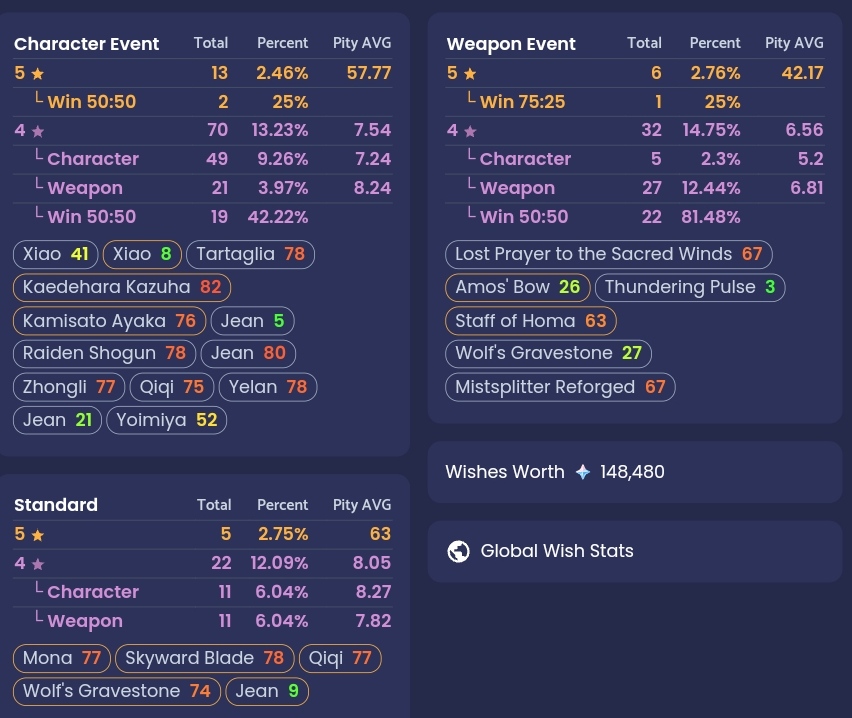 Character Event Total Percent Pity AVG
5 ★ 13 2.46% 57.77
└ Win 50:50 2 25%
4 ★ 70 13.23% 7.54
└ Character 49 9.26% 7.24
└ Weapon 21 3.97% 8.24
└ Win 50:50 19 42.22%
Xiao 41 Xiao 8 Tartaglia 78
Kaedehara Kazuha 82
Kamisato Ayaka 76 Jean 5
Raiden Shogun 78 Jean 80
Zhongli 77 Qiqi 75 Yelan 78
Jean 21 Yoimiya 52
Weapon Event Total Percent Pity AVG
5 ★ 6 2.76% 42.17
└ Win 75:25 1 25%
4 ★ 32 14.75% 6.56
└ Character 5 2.3% 5.2
└ Weapon 27 12.44% 6.81
└ Win 50:50 22 81.48%
Lost Prayer to the Sacred Winds 67
Amos' Bow 26 Thundering Pulse 3
Staff of Homa 63
Wolf's Gravestone 27
Mistsplitter Reforged 67
Wishes Worth 148,480
Global Wish Stats
Standard Total Percent Pity AVG
5 ★ 5 2.75% 63
4 ★ 22 12.09% 8.05
└ Character 11 6.04% 8.27
└ Weapon 11 6.04% 7.82
Mona 77 Skyward Blade 78 Qiqi 77
Wolf's Gravestone 74 Jean 9